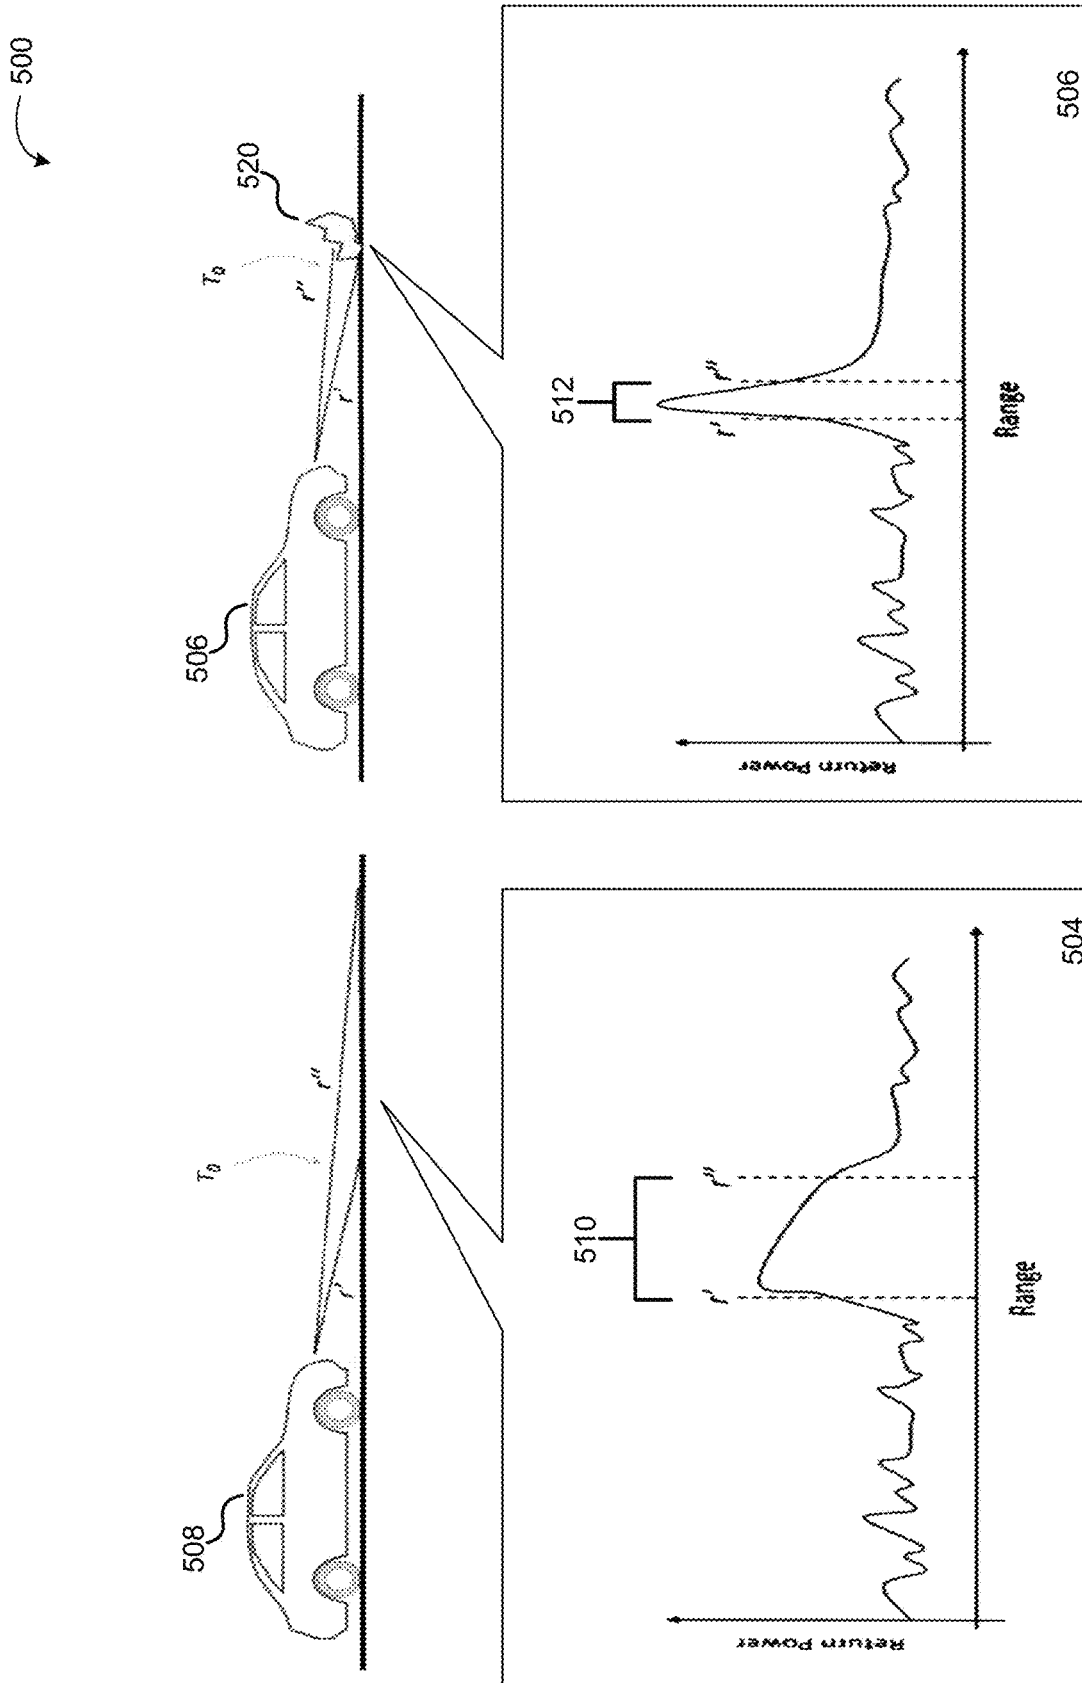 500
508
T₀
r'
r"
510
r'
r"
Return Power
Range
504
506
T₀
r'
r"
520
512
r'
r"
Return Power
Range
506